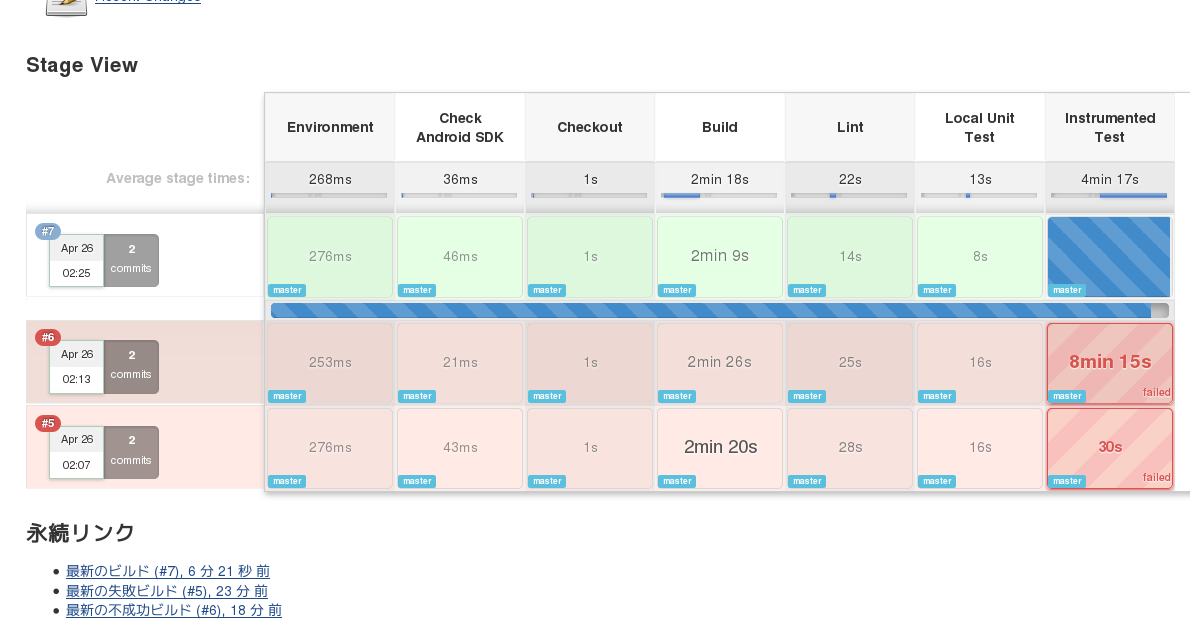 Recent Changes
Stage View
Environment
Check
Android SDK
Checkout
Build
Lint
Local Unit
Test
Instrumented
Test
Average stage times:
268ms 36ms 1s 2min 18s 22s 13s 4min 17s
#7
Apr 26
02:25
2
commits
276ms 46ms 1s 2min 9s 14s 8s
master master master master master master master
#6
Apr 26
02:13
2
commits
253ms 21ms 1s 2min 26s 25s 16s 8min 15s
failed
master master master master master master master
#5
Apr 26
02:07
2
commits
276ms 43ms 1s 2min 20s 28s 16s 30s
failed
master master master master master master master
永続リンク
最新のビルド (#7), 6 分 21 秒 前
最新の失敗ビルド (#5), 23 分 前
最新の不成功ビルド (#6), 18 分 前